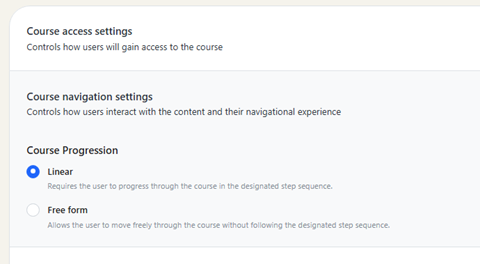 Course access settings
Controls how users will gain access to the course
Course navigation settings
Controls how users interact with the content and their navigational experience
Course Progression
Linear
Requires the user to progress through the course in the designated step sequence.
Free form
Allows the user to move freely through the course without following the designated step sequence.